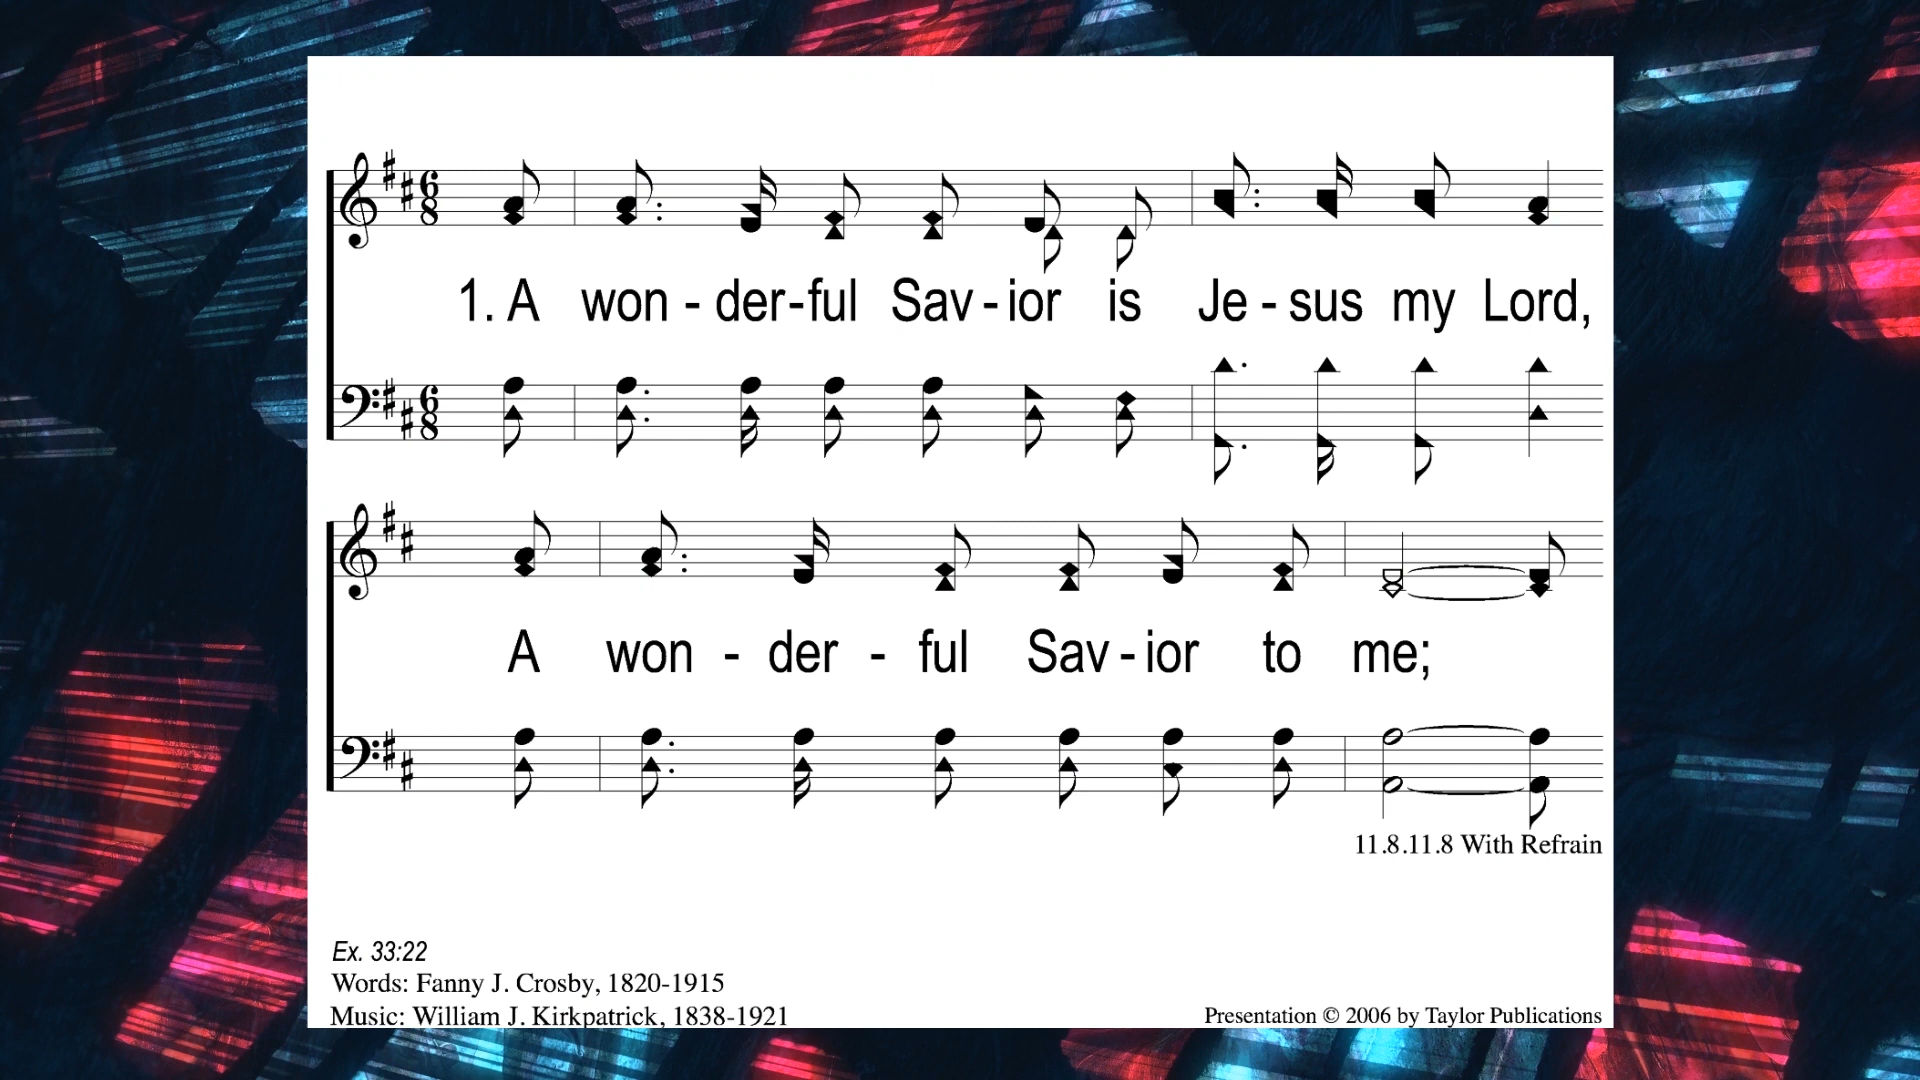 1. A won - der - ful Sav - ior is Je - sus my Lord,
A won - der - ful Sav - ior to me;
11.8.11.8 With Refrain
Ex. 33:22
Words: Fanny J. Crosby, 1820-1915
Music: William J. Kirkpatrick, 1838-1921
Presentation © 2006 by Taylor Publications